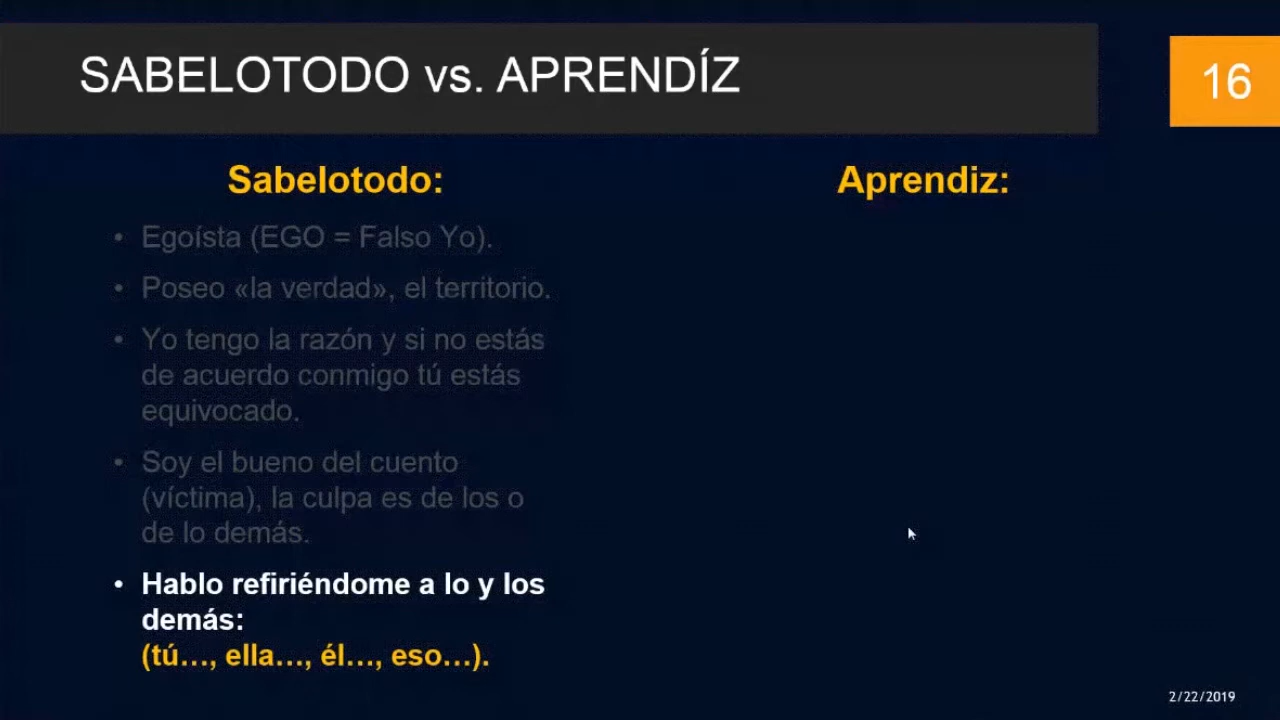 SABELOTODO vs. APRENDÍZ
16
Sabelotodo:
• Egoísta (EGO = Falso Yo).
• Poseo «la verdad», el territorio.
• Yo tengo la razón y si no estás
de acuerdo conmigo tú estás
equivocado.
• Soy el bueno del cuento
(víctima), la culpa es de los o
de lo demás.
• Hablo refiriéndome a lo y los
demás:
(tú…, ella…, él…, eso…).
Aprendiz:
2/22/2019